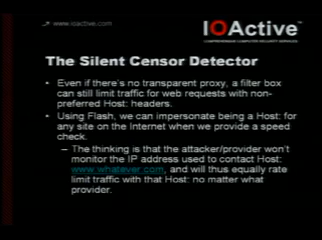 www.ioactive.com
IOActive™
COMPREHENSIVE COMPUTER SECURITY SERVICES
The Silent Censor Detector
• Even if there's no transparent proxy, a filter box
can still limit traffic for web requests with non-
preferred Host: headers.
• Using Flash, we can impersonate being a Host: for
any site on the Internet when we provide a speed
check.
– The thinking is that the attacker/provider won't
monitor the IP address used to contact Host:
www.whatever.com, and will thus equally rate
limit traffic with that Host: no matter what
provider.